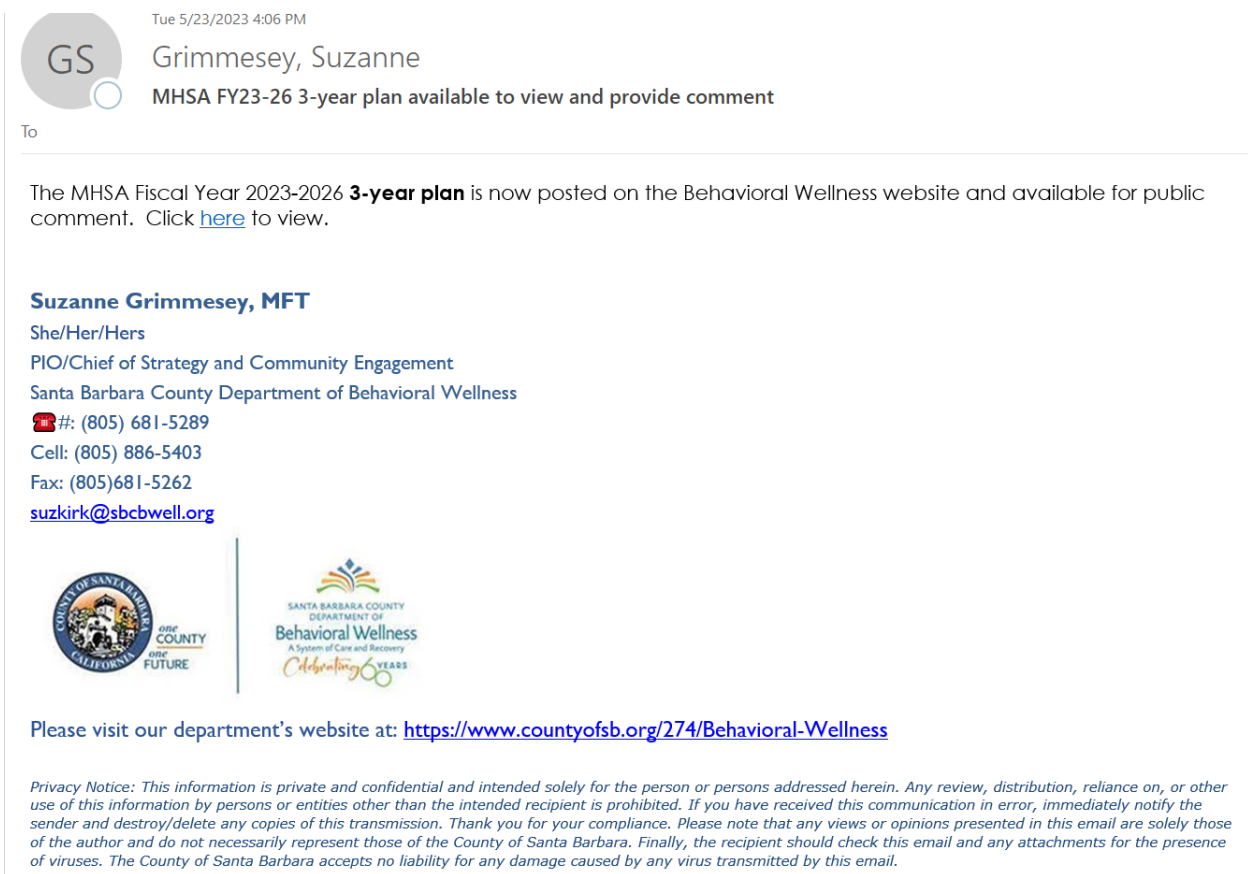 GS
Tue 5/23/2023 4:06 PM
Grimmesey, Suzanne
MHSA FY23-26 3-year plan available to view and provide comment
To
The MHSA Fiscal Year 2023-2026 3-year plan is now posted on the Behavioral Wellness website and available for public
comment. Click here to view.
Suzanne Grimmesey, MFT
She/Her/Hers
PIO/Chief of Strategy and Community Engagement
Santa Barbara County Department of Behavioral Wellness
☎#: (805) 681-5289
Cell: (805) 886-5403
Fax: (805)681-5262
suzkirk@sbcbwell.org
COUNTY OF SANTA BARBARA
CALIFORNIA
one
COUNTY
one
FUTURE
SANTA BARBARA COUNTY
DEPARTMENT OF
Behavioral Wellness
A System of Care and Recovery
Celebrating 60 YEARS
Please visit our department's website at: https://www.countyofsb.org/274/Behavioral-Wellness
Privacy Notice: This information is private and confidential and intended solely for the person or persons addressed herein. Any review, distribution, reliance on, or other
use of this information by persons or entities other than the intended recipient is prohibited. If you have received this communication in error, immediately notify the
sender and destroy/delete any copies of this transmission. Thank you for your compliance. Please note that any views or opinions presented in this email are solely those
of the author and do not necessarily represent those of the County of Santa Barbara. Finally, the recipient should check this email and any attachments for the presence
of viruses. The County of Santa Barbara accepts no liability for any damage caused by any virus transmitted by this email.